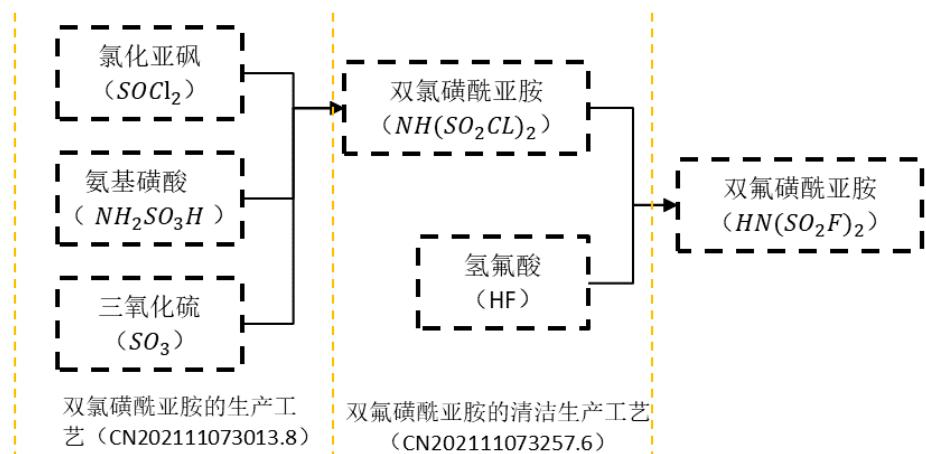 氯化亚砜
（SOCl₂）
氨基磺酸
（ NH₂SO₃H ）
三氧化硫
（SO₃）
双氯磺酰亚胺的生产工
艺（CN202111073013.8）
双氯磺酰亚胺
（NH(SO₂CL)₂）
氢氟酸
（HF）
双氟磺酰亚胺的清洁生产工艺
（CN202111073257.6）
双氟磺酰亚胺
（HN(SO₂F)₂）